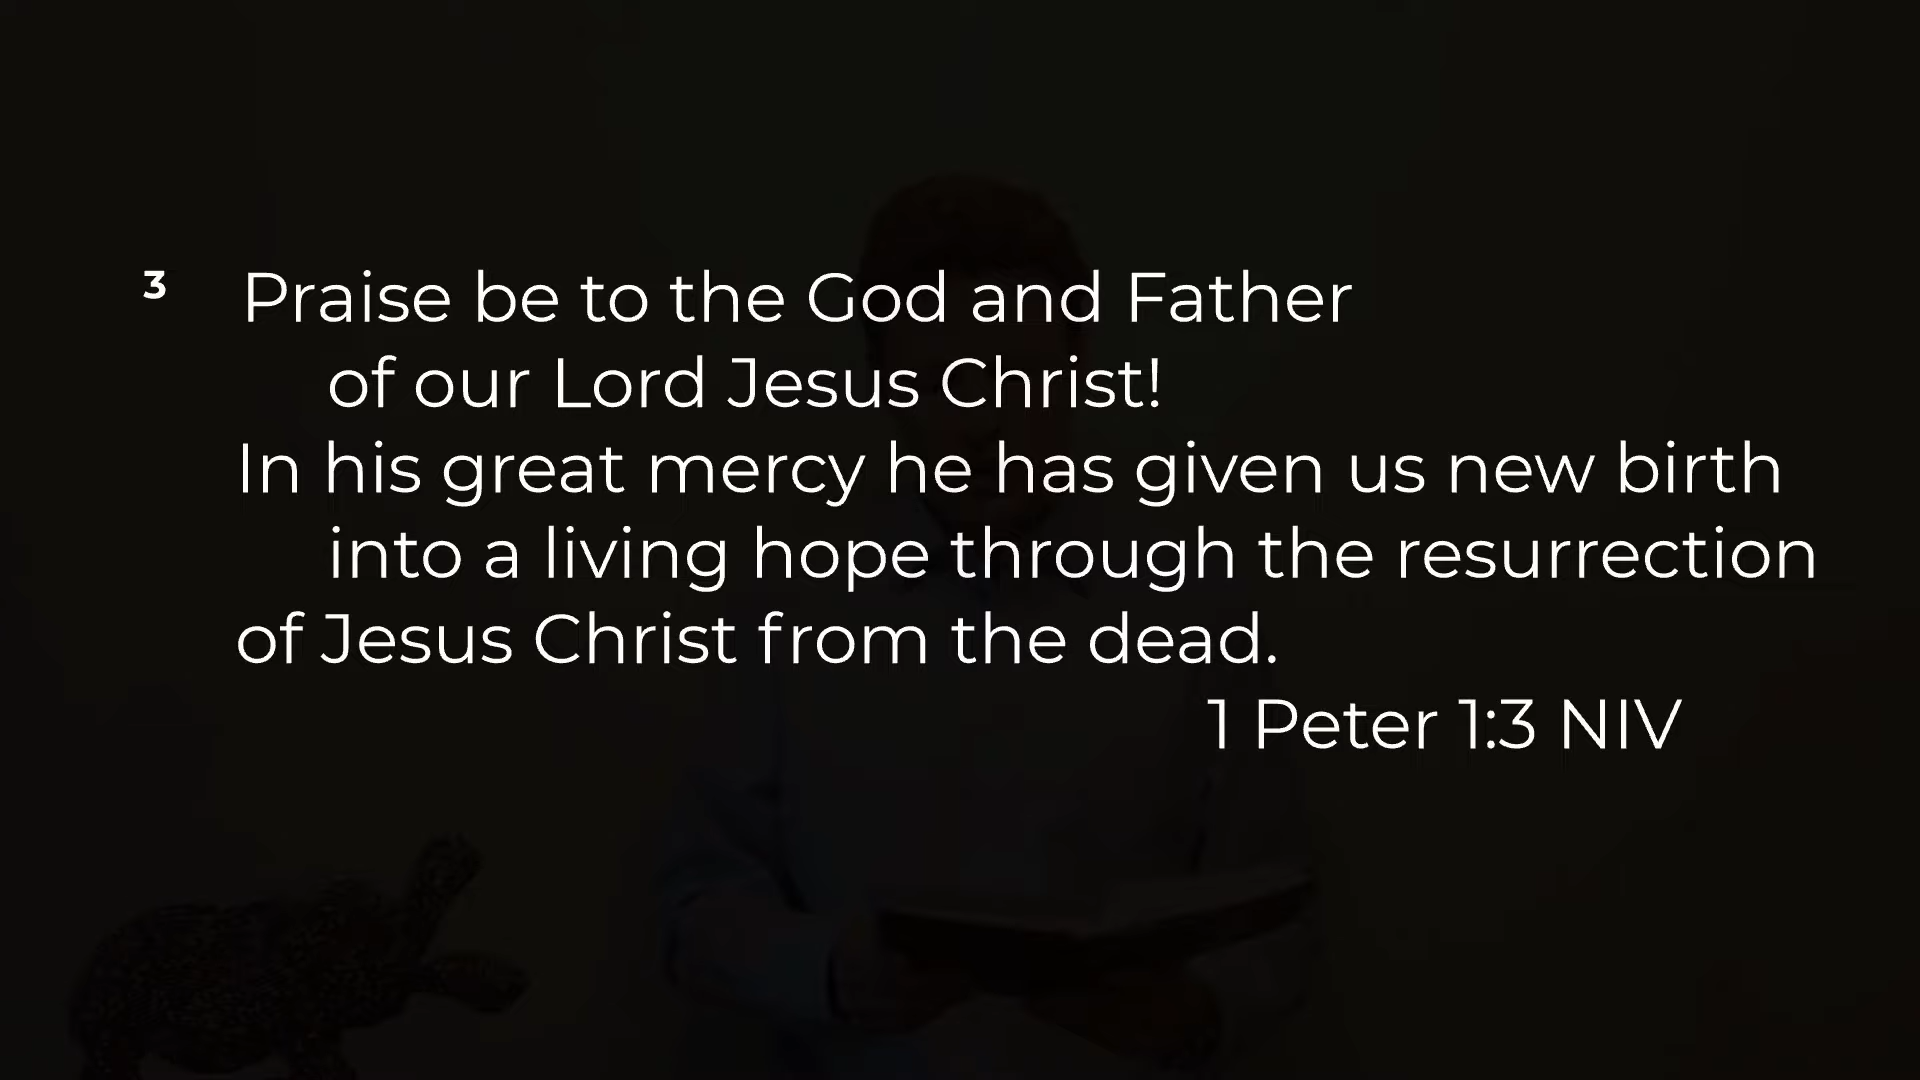 3 Praise be to the God and Father
of our Lord Jesus Christ!
In his great mercy he has given us new birth
into a living hope through the resurrection
of Jesus Christ from the dead.
1 Peter 1:3 NIV